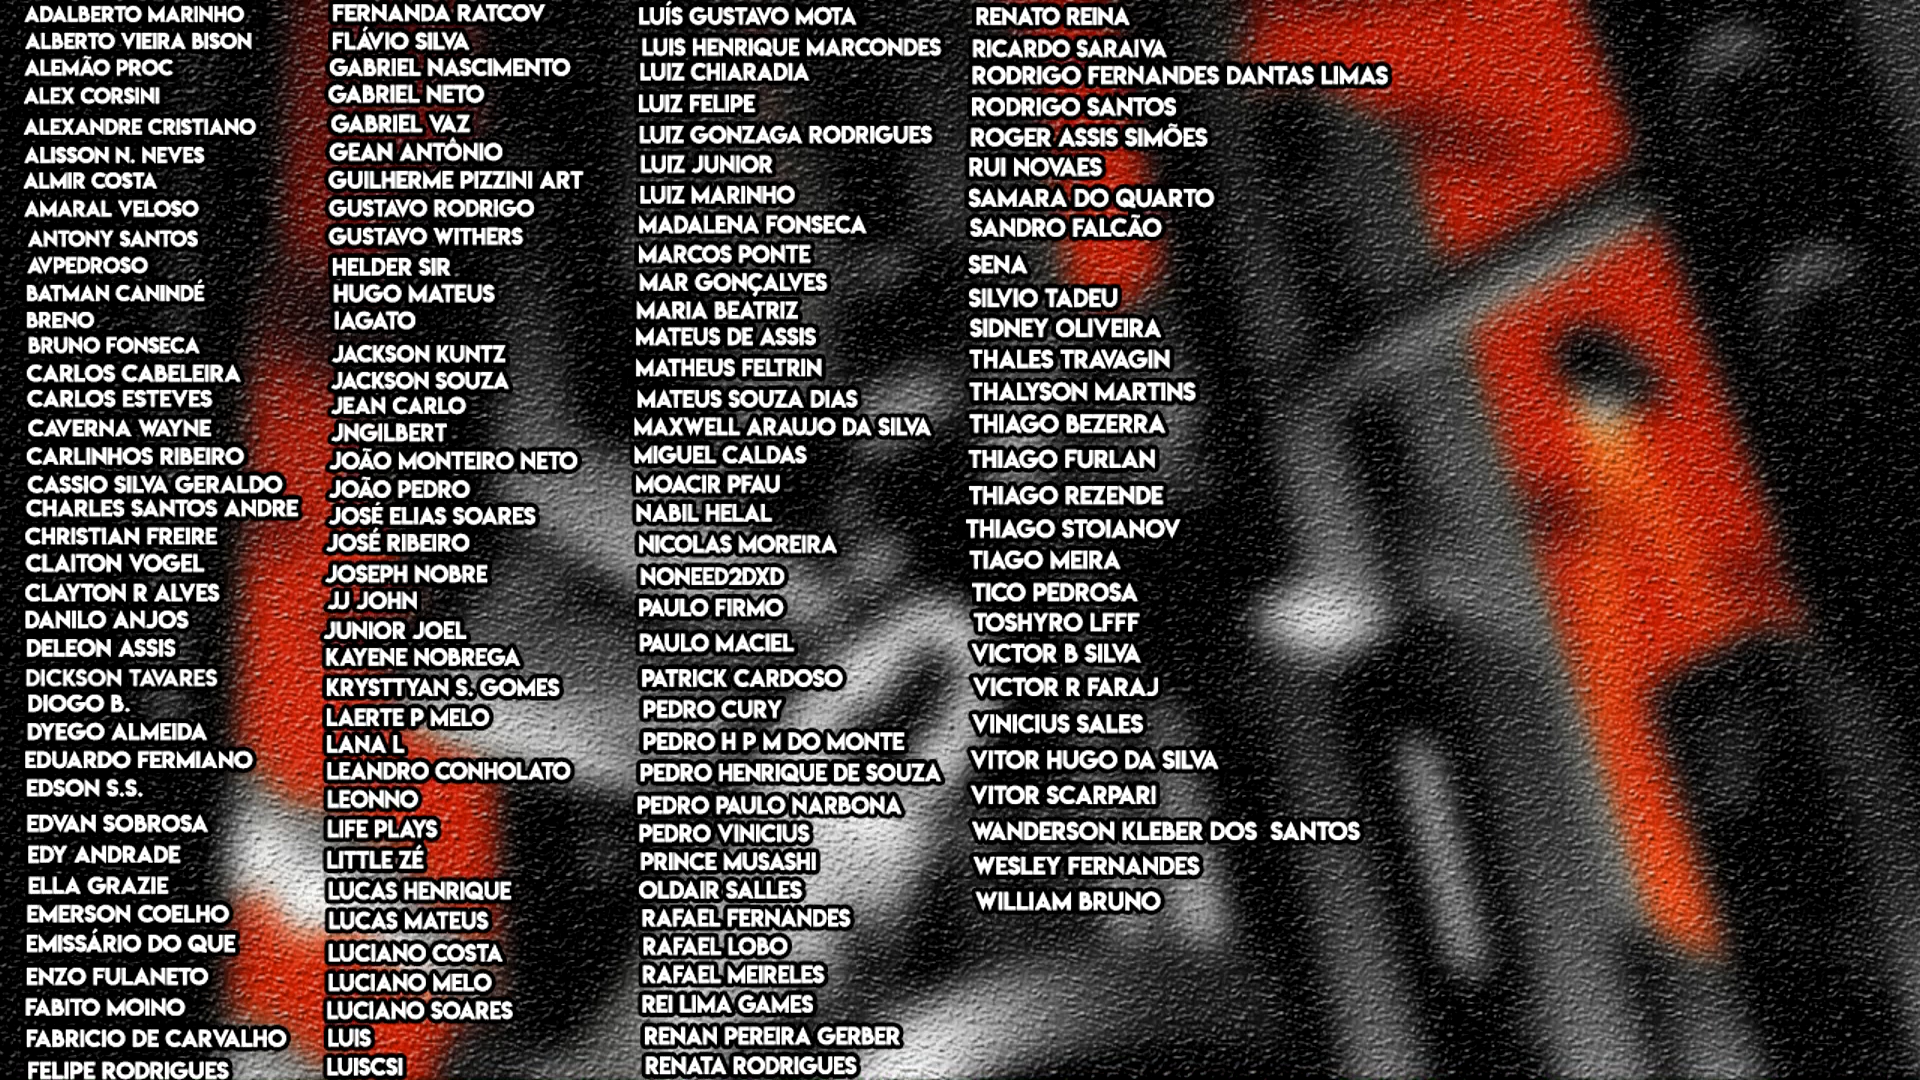 ADALBERTO MARINHO
ALBERTO VIEIRA BISON
ALEMÃO PROC
ALEX CORSINI
ALEXANDRE CRISTIANO
ALISSON N. NEVES
ALMIR COSTA
AMARAL VELOSO
ANTONY SANTOS
AVPEDROSO
BATMAN CANINDÉ
BRENO
BRUNO FONSECA
CARLOS CABELEIRA
CARLOS ESTEVES
CAVERNA WAYNE
CARLINHOS RIBEIRO
CASSIO SILVA GERALDO
CHARLES SANTOS ANDRE
CHRISTIAN FREIRE
CLAITON VOGEL
CLAYTON R ALVES
DANILO ANJOS
DELEON ASSIS
DICKSON TAVARES
DIOGO B.
DYEGO ALMEIDA
EDUARDO FERMIANO
EDSON S.S.
EDVAN SOBROSA
EDY ANDRADE
ELLA GRAZIE
EMERSON COELHO
EMISSÁRIO DO QUE
ENZO FULANETO
FABITO MOINO
FABRICIO DE CARVALHO
FELIPE RODRIGUES
FERNANDA RATCOV
FLÁVIO SILVA
GABRIEL NASCIMENTO
GABRIEL NETO
GABRIEL VAZ
GEAN ANTÔNIO
GUILHERME PIZZINI ART
GUSTAVO RODRIGO
GUSTAVO WITHERS
HELDER SIR
HUGO MATEUS
IAGATO
JACKSON KUNTZ
JACKSON SOUZA
JEAN CARLO
JNGILBERT
JOÃO MONTEIRO NETO
JOÃO PEDRO
JOSÉ ELIAS SOARES
JOSÉ RIBEIRO
JOSEPH NOBRE
JJ JOHN
JUNIOR JOEL
KAYENE NOBREGA
KRYSTTYAN S. GOMES
LAERTE P MELO
LANA L
LEANDRO CONHOLATO
LEONNO
LIFE PLAYS
LITTLE ZÉ
LUCAS HENRIQUE
LUCAS MATEUS
LUCIANO COSTA
LUCIANO MELO
LUCIANO SOARES
LUIS
LUISCSI
LUÍS GUSTAVO MOTA
LUIS HENRIQUE MARCONDES
LUIZ CHIARADIA
LUIZ FELIPE
LUIZ GONZAGA RODRIGUES
LUIZ JUNIOR
LUIZ MARINHO
MADALENA FONSECA
MARCOS PONTE
MAR GONÇALVES
MARIA BEATRIZ
MATEUS DE ASSIS
MATHEUS FELTRIN
MATEUS SOUZA DIAS
MAXWELL ARAUJO DA SILVA
MIGUEL CALDAS
MOACIR PFAU
NABIL HELAL
NICOLAS MOREIRA
NONEED2DXD
PAULO FIRMO
PAULO MACIEL
PATRICK CARDOSO
PEDRO CURY
PEDRO H P M DO MONTE
PEDRO HENRIQUE DE SOUZA
PEDRO PAULO NARBONA
PEDRO VINICIUS
PRINCE MUSASHI
OLDAIR SALLES
RAFAEL FERNANDES
RAFAEL LOBO
RAFAEL MEIRELES
REI LIMA GAMES
RENAN PEREIRA GERBER
RENATA RODRIGUES
RENATO REINA
RICARDO SARAIVA
RODRIGO FERNANDES DANTAS LIMAS
RODRIGO SANTOS
ROGER ASSIS SIMÕES
RUI NOVAES
SAMARA DO QUARTO
SANDRO FALCÃO
SENA
SILVIO TADEU
SIDNEY OLIVEIRA
THALES TRAVAGIN
THALYSON MARTINS
THIAGO BEZERRA
THIAGO FURLAN
THIAGO REZENDE
THIAGO STOIANOV
TIAGO MEIRA
TICO PEDROSA
TOSHYRO LFFF
VICTOR B SILVA
VICTOR R FARAJ
VINICIUS SALES
VITOR HUGO DA SILVA
VITOR SCARPARI
WANDERSON KLEBER DOS  SANTOS
WESLEY FERNANDES
WILLIAM BRUNO